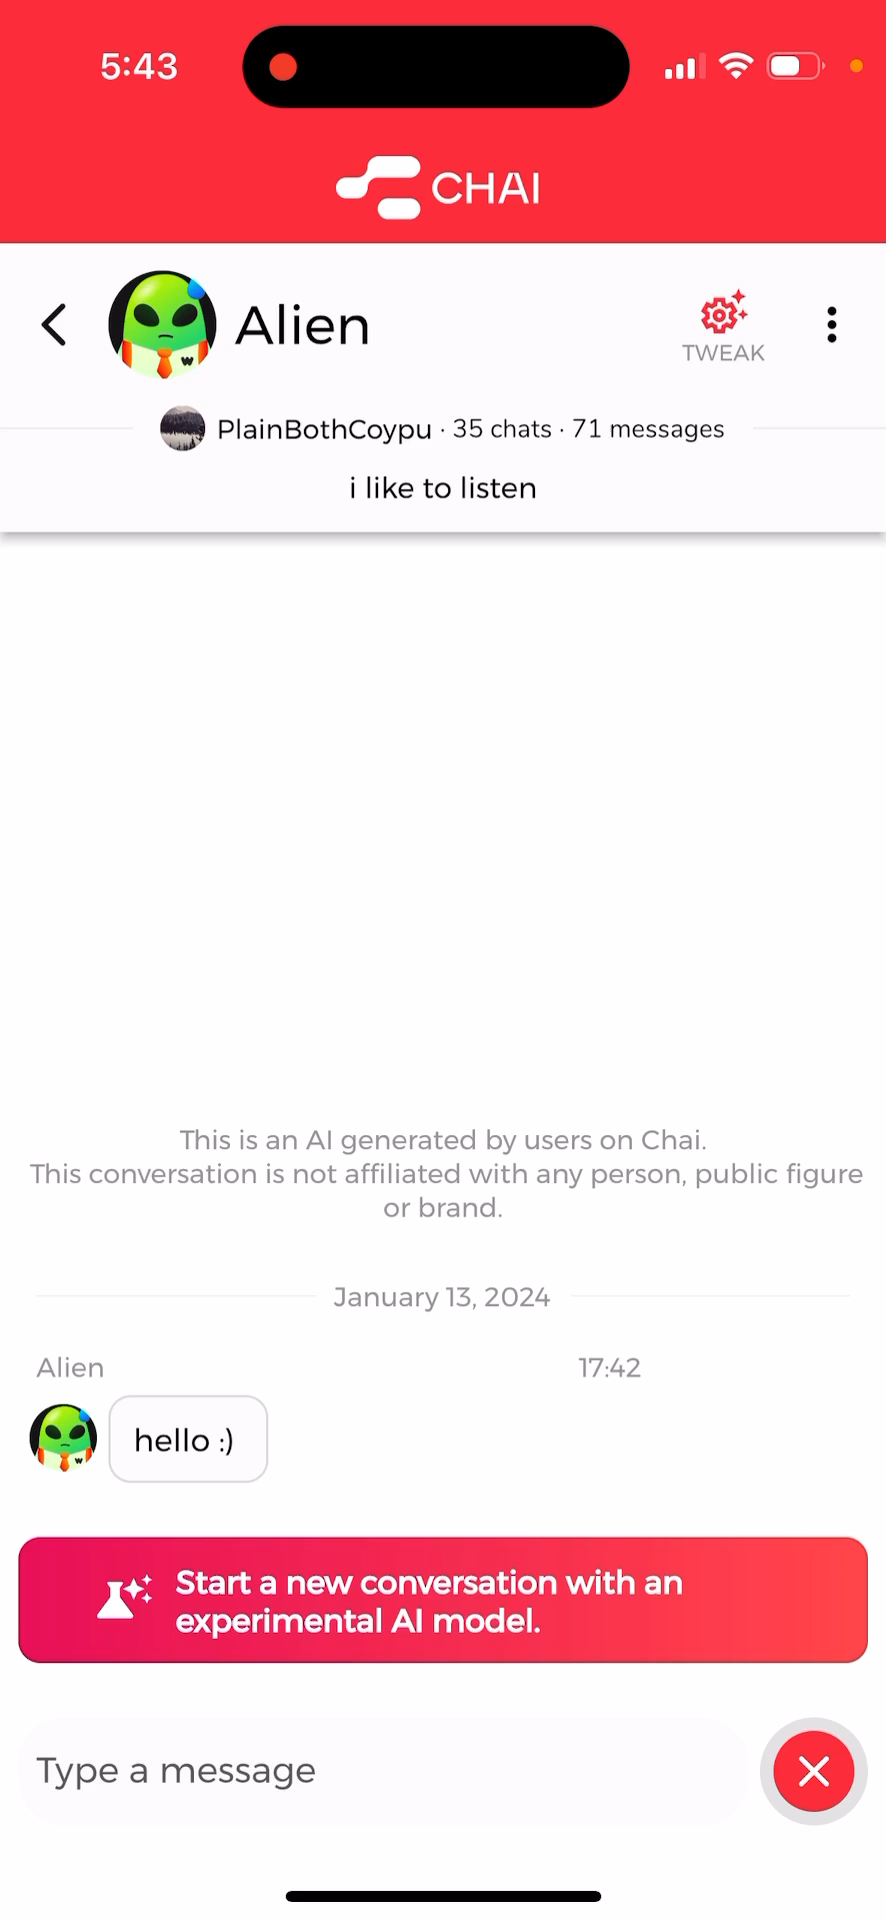 5:43
CHAI
Alien
TWEAK
PlainBothCoypu · 35 chats · 71 messages
i like to listen
This is an AI generated by users on Chai.
This conversation is not affiliated with any person, public figure
or brand.
January 13, 2024
Alien 17:42
W
hello :)
Start a new conversation with an
experimental AI model.
Type a message